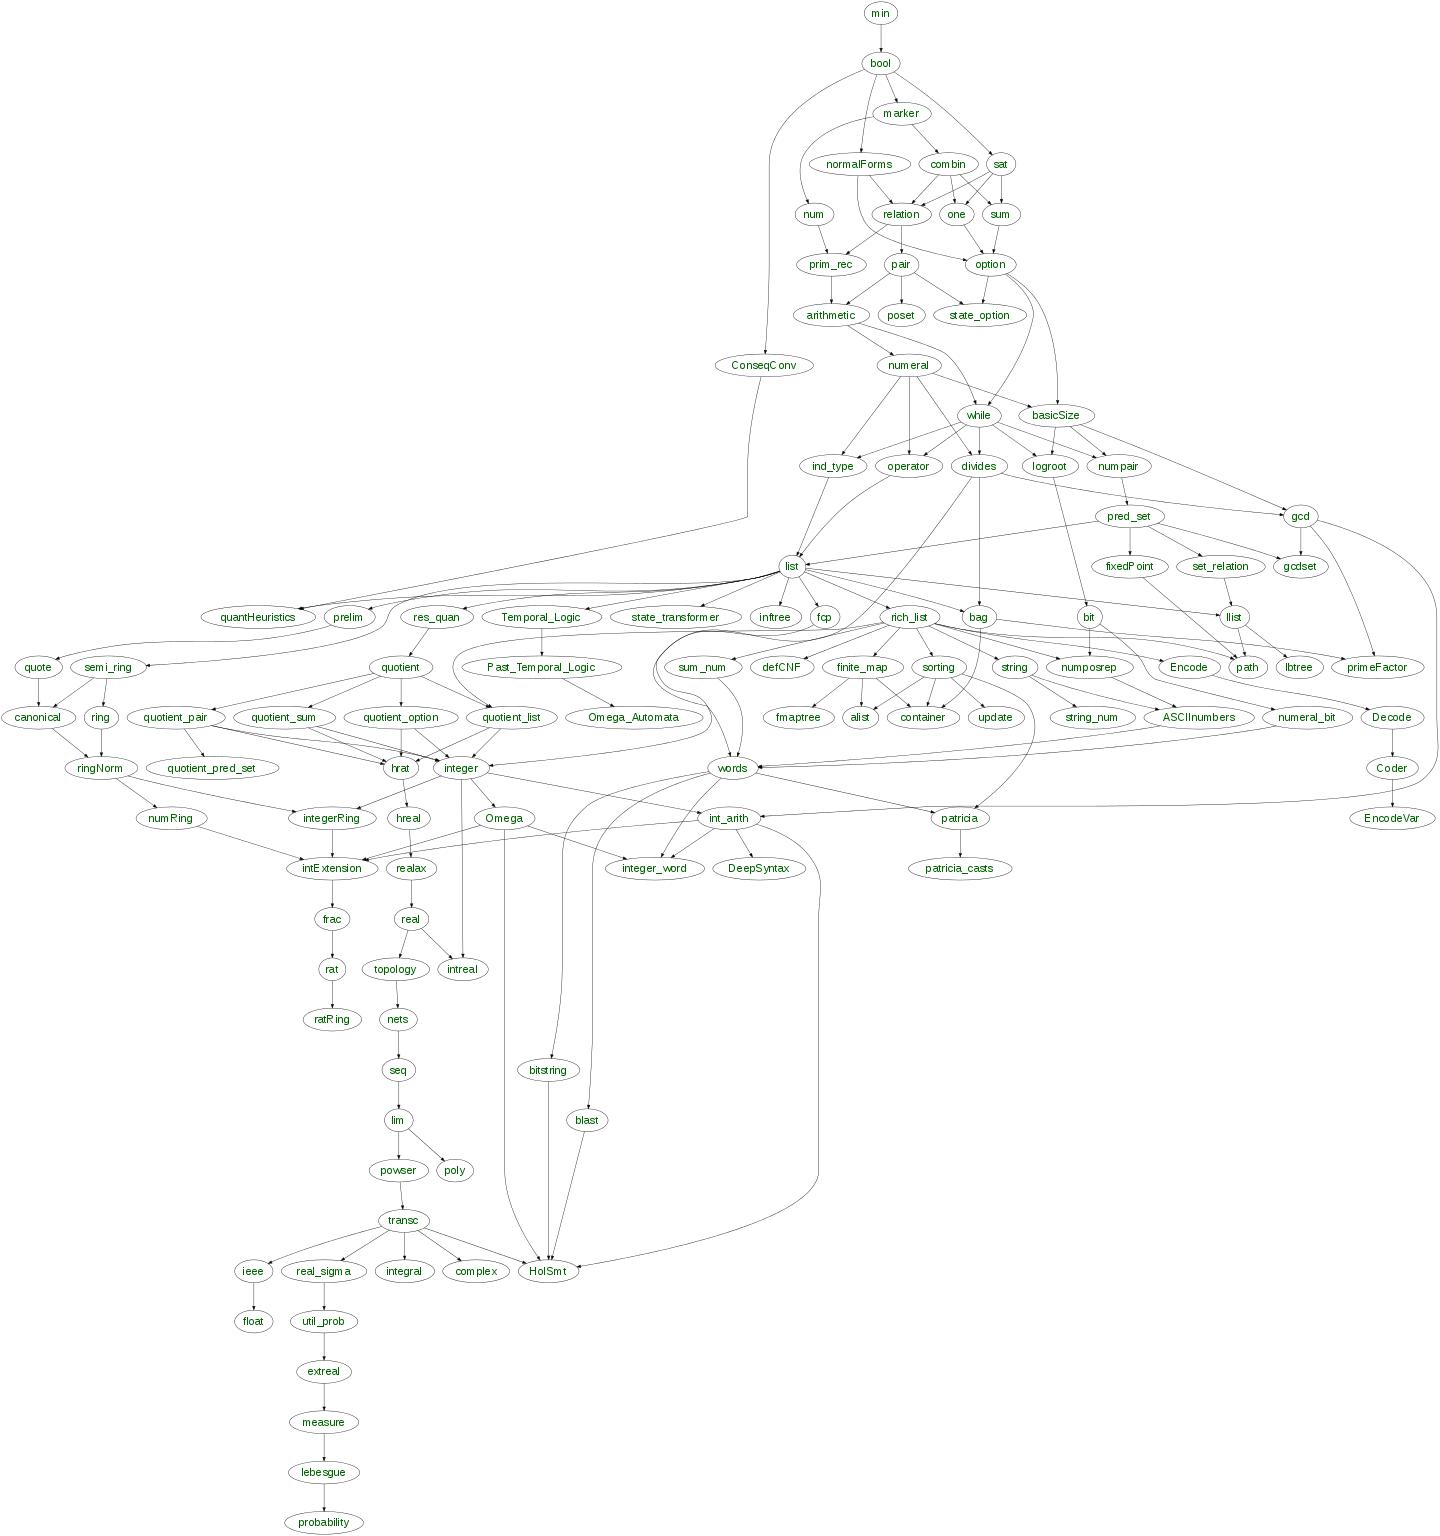 min
bool
marker
normalForms
combin
sat
num
relation
one
sum
prim_rec
pair
option
arithmetic
poset
state_option
ConseqConv
numeral
while
basicSize
ind_type
operator
divides
logroot
numpair
pred_set
gcd
list
fixedPoint
set_relation
gcdset
quantHeuristics
prelim
res_quan
Temporal_Logic
state_transformer
inftree
fcp
rich_list
bag
bit
llist
quote
semi_ring
quotient
Past_Temporal_Logic
sum_num
defCNF
finite_map
sorting
string
numposrep
Encode
path
lbtree
primeFactor
canonical
ring
quotient_pair
quotient_sum
quotient_option
quotient_list
Omega_Automata
fmaptree
alist
container
update
string_num
ASCIInumbers
numeral_bit
Decode
ringNorm
quotient_pred_set
hrat
integer
words
Coder
numRing
integerRing
hreal
Omega
int_arith
patricia
EncodeVar
intExtension
realax
integer_word
DeepSyntax
patricia_casts
frac
real
rat
topology
intreal
ratRing
nets
seq
bitstring
lim
blast
powser
poly
transc
ieee
real_sigma
integral
complex
HolSmt
float
util_prob
extreal
measure
lebesgue
probability